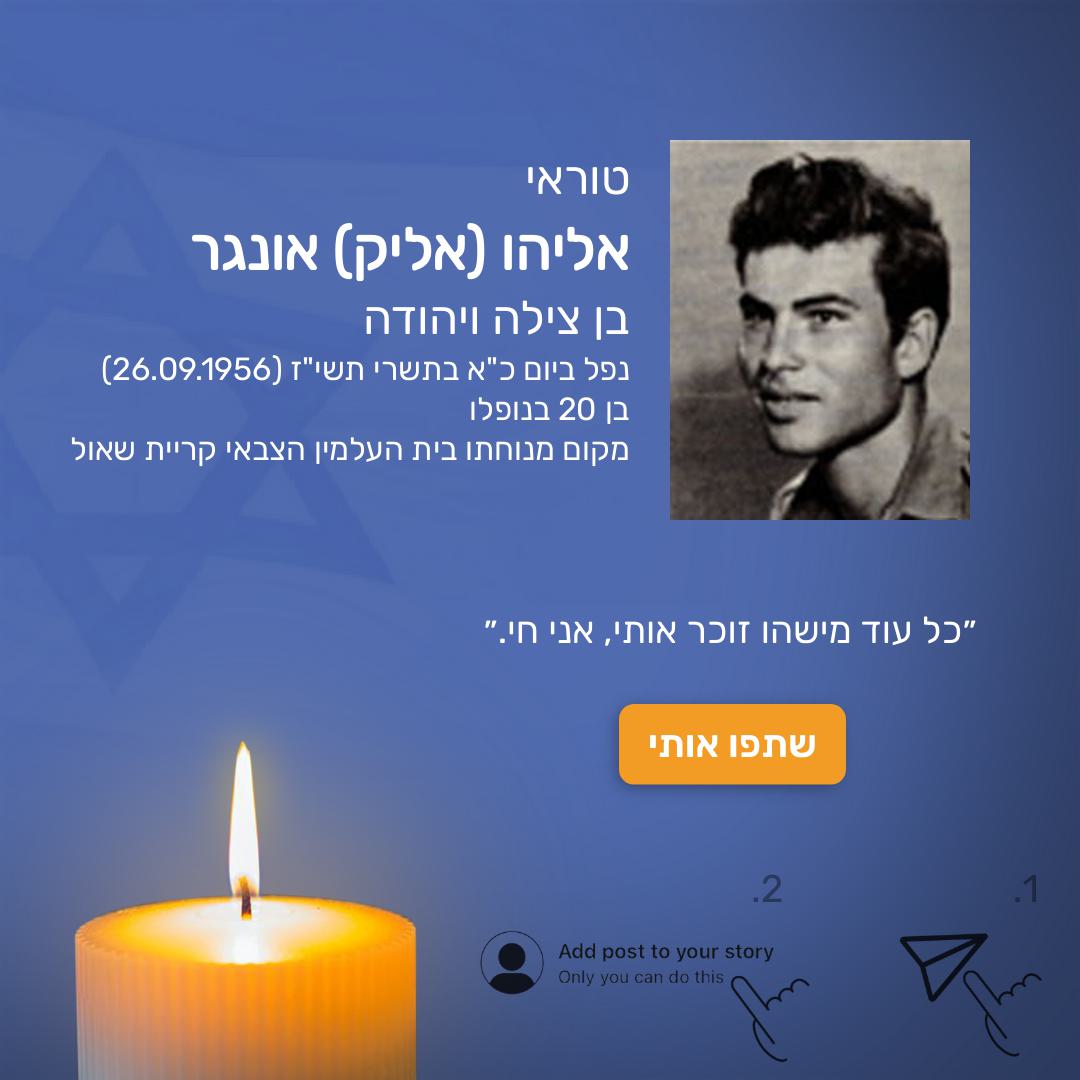 טוראי
אליהו (אליק) אונגר
בן צילה ויהודה
נפל ביום כ"א בתשרי תשי"ז (26.09.1956)
בן 20 בנופלו
מקום מנוחתו בית העלמין הצבאי קריית שאול
״כל עוד מישהו זוכר אותי, אני חי.״
שתפו אותי
.1
.2
Add post to your story
Only you can do this